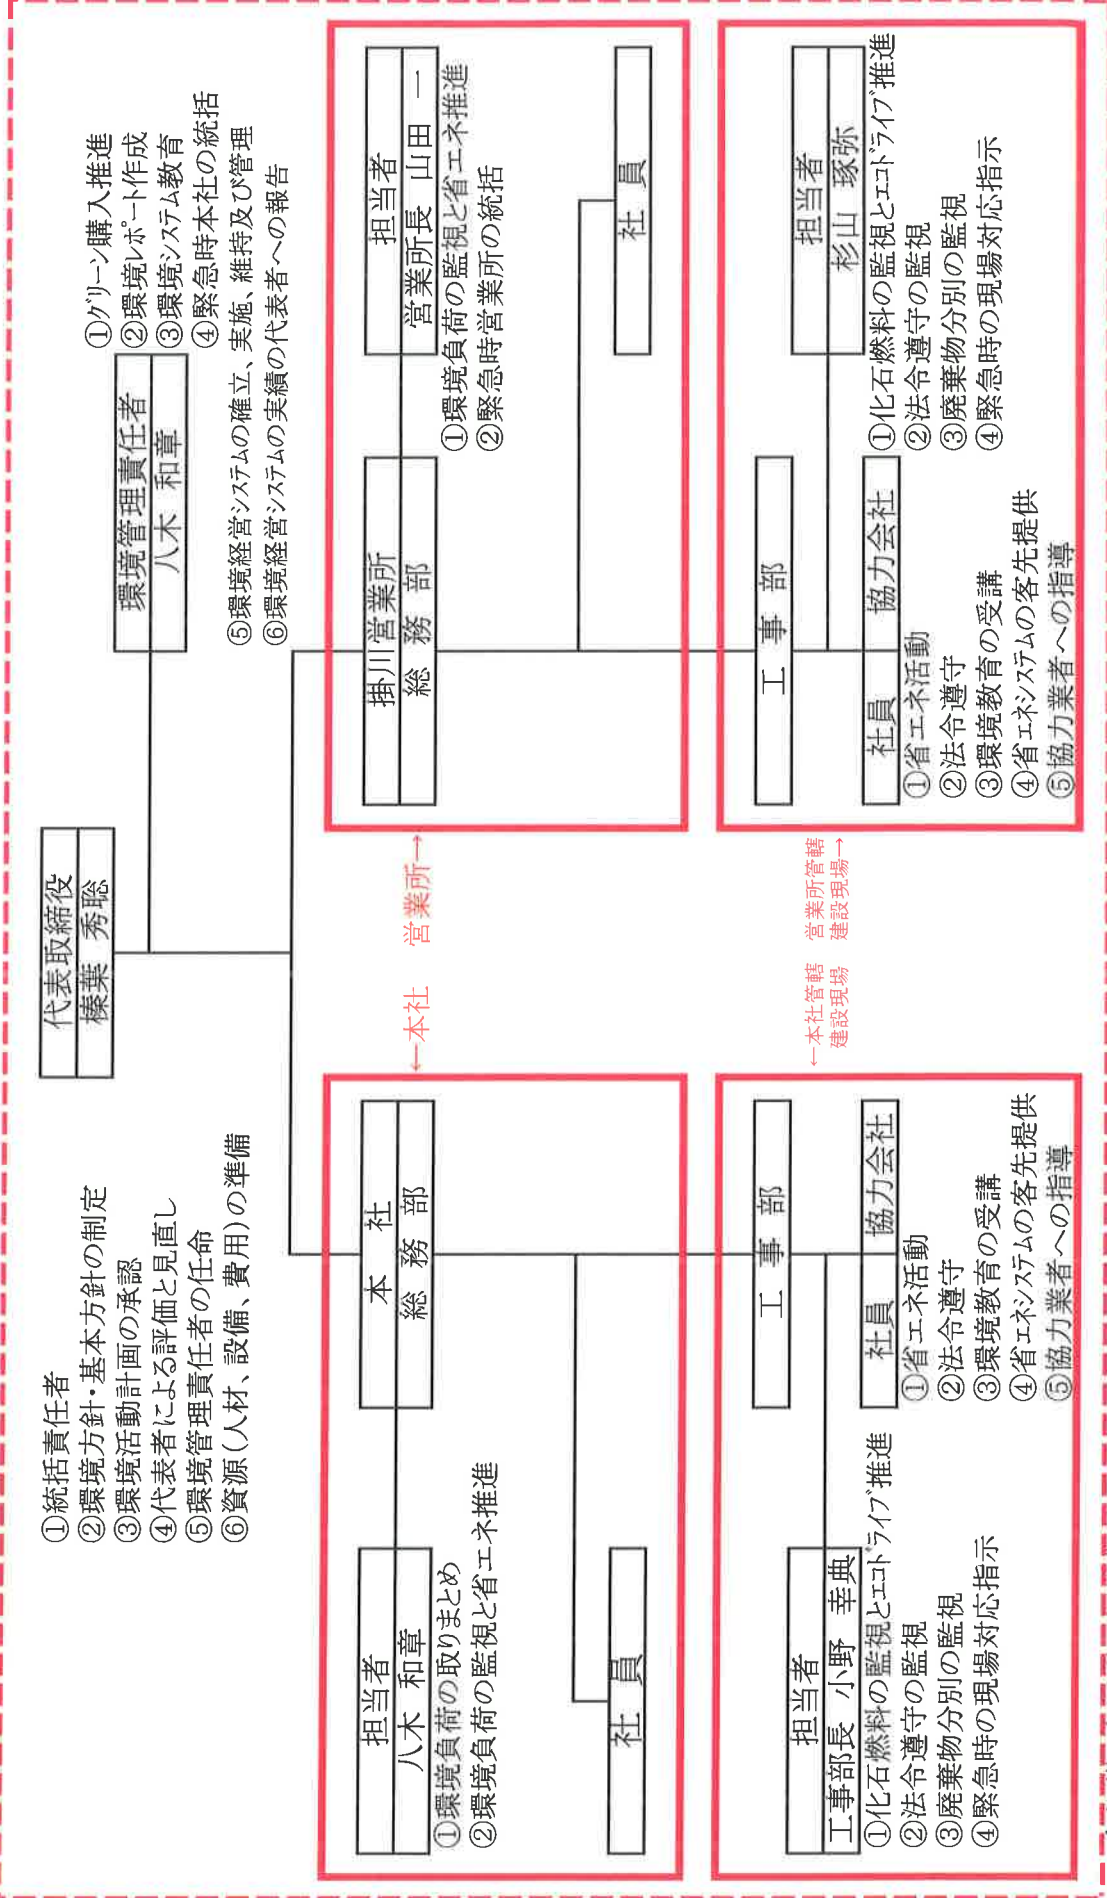 代表取締役
榛葉 秀聡
①統括責任者
②環境方針・基本方針の制定
③環境活動計画の承認
④代表者による評価と見直し
⑤環境管理責任者の任命
⑥資源(人材、設備、費用)の準備
環境管理責任者
八木 和章
①グリーン購入推進
②環境レポート作成
③環境システム教育
④緊急時本社の統括
⑤環境経営システムの確立、実施、維持及び管理
⑥環境経営システムの実績の代表者への報告
←本社 営業所→
本 社
総 務 部
担当者
八木 和章
①環境負荷の取りまとめ
②環境負荷の監視と省エネ推進
社 員
掛川営業所
総 務 部
担当者
営業所長 山田 一
①環境負荷の監視と省エネ推進
②緊急時営業所の統括
社 員
←本社管轄 営業所管轄
建設現場 建設現場→
工 事 部
担当者
工事部長 小野 幸典
①化石燃料の監視とエコドライブ推進
②法令遵守の監視
③廃棄物分別の監視
④緊急時の現場対応指示
社員 協力会社
①省エネ活動
②法令遵守
③環境教育の受講
④省エネシステムの客先提供
⑤協力業者への指導
工 事 部
担当者
杉山 琢弥
①化石燃料の監視とエコドライブ推進
②法令遵守の監視
③廃棄物分別の監視
④緊急時の現場対応指示
社員 協力会社
①省エネ活動
②法令遵守
③環境教育の受講
④省エネシステムの客先提供
⑤協力業者への指導